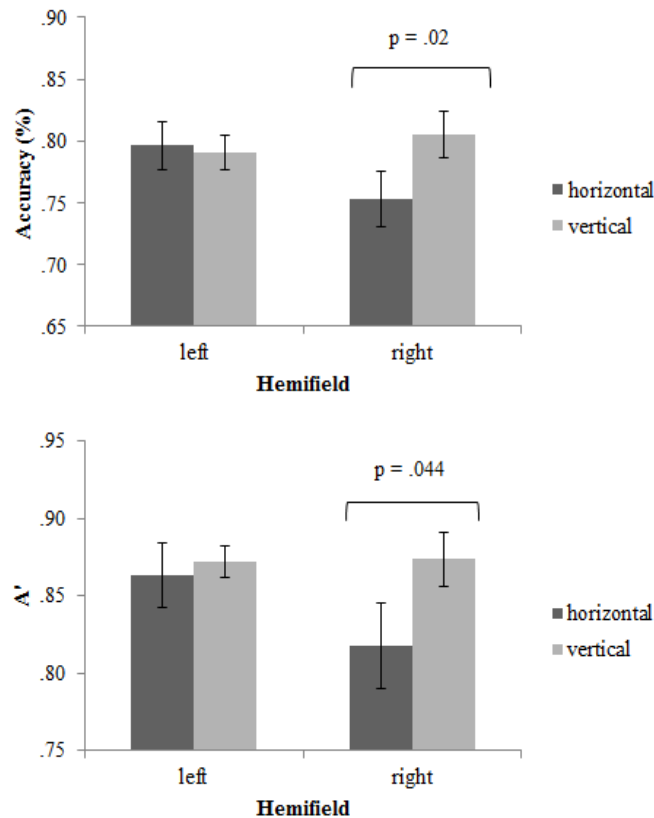 .90
.85
.80
.75
.70
.65
Accuracy (%)
p = .02
horizontal
vertical
left
right
Hemifield
.95
.90
.85
.80
.75
A'
p = .044
horizontal
vertical
left
right
Hemifield